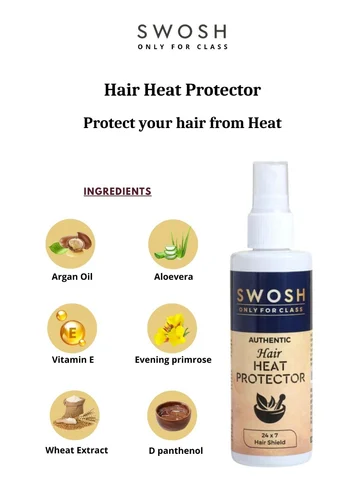 SWOSH
ONLY FOR CLASS
Hair Heat Protector
Protect your hair from Heat
INGREDIENTS
Argan Oil
Aloevera
E
Vitamin E
Evening primrose
Wheat Extract
D panthenol
SWOSH
ONLY FOR CLASS
AUTHENTIC
Hair
HEAT
PROTECTOR
24 x 7
Hair Shield